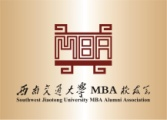 MBA
西南交通大学 MBA 校友会
Southwest Jiaotong University MBA Alumni Association